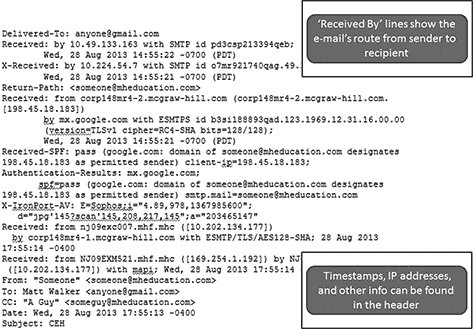 Delivered-To: anyone@gmail.com
Received: by 10.49.133.163 with SMTP id pd3csp213394qeb;
Wed, 28 Aug 2013 14:55:22 -0700 (PDT)
X-Received: by 10.224.54.7 with SMTP id o7mr921740qag.49.
Wed, 28 Aug 2013 14:55:21 -0700 (PDT)
Return-Path: <someone@mheducation.com>
Received: from corp148mr4-2.mcgraw-hill.com (corp148mr4-2.mcgraw-hill.com.
[198.45.18.183])
by mx.google.com with ESMTPS id b3si188893qad.123.1969.12.31.16.00.00
(version=TLSv1 cipher=RC4-SHA bits=128/128);
Wed, 28 Aug 2013 14:55:21 -0700 (PDT)
Received-SPF: pass (google.com: domain of someone@mheducation.com designates
198.45.18.183 as permitted sender) client-ip=198.45.18.183;
Authentication-Results: mx.google.com;
spf=pass (google.com: domain of someone@mheducation.com designates
198.45.18.183 as permitted sender) smtp.mail=someone@mheducation.com
X-IronPort-AV: E=Sophos;i="4.89,978,1367985600";
d="jpg'145?scan'145,208,217,145";a="203465147"
Received: from nj09exc007.mhf.mhc ([10.202.134.177])
by corp148mr4-1.mcgraw-hill.com with ESMTP/TLS/AES128-SHA; 28 Aug 2013
17:55:14 -0400
Received: from NJ09EXM521.mhf.mhc ([169.254.1.192]) by NJ
([10.202.134.177]) with mapi; Wed, 28 Aug 2013 17:55:14
From: "Someone" <someone@mheducation.com>
To: Matt Walker <anyone@gmail.com>
CC: "A Guy" <someguy@mheducation.com>
Date: Wed, 28 Aug 2013 17:55:13 -0400
Subject: CEH
‘Received By’ lines show the
e-mail’s route from sender to
recipient
Timestamps, IP addresses,
and other info can be found
in the header